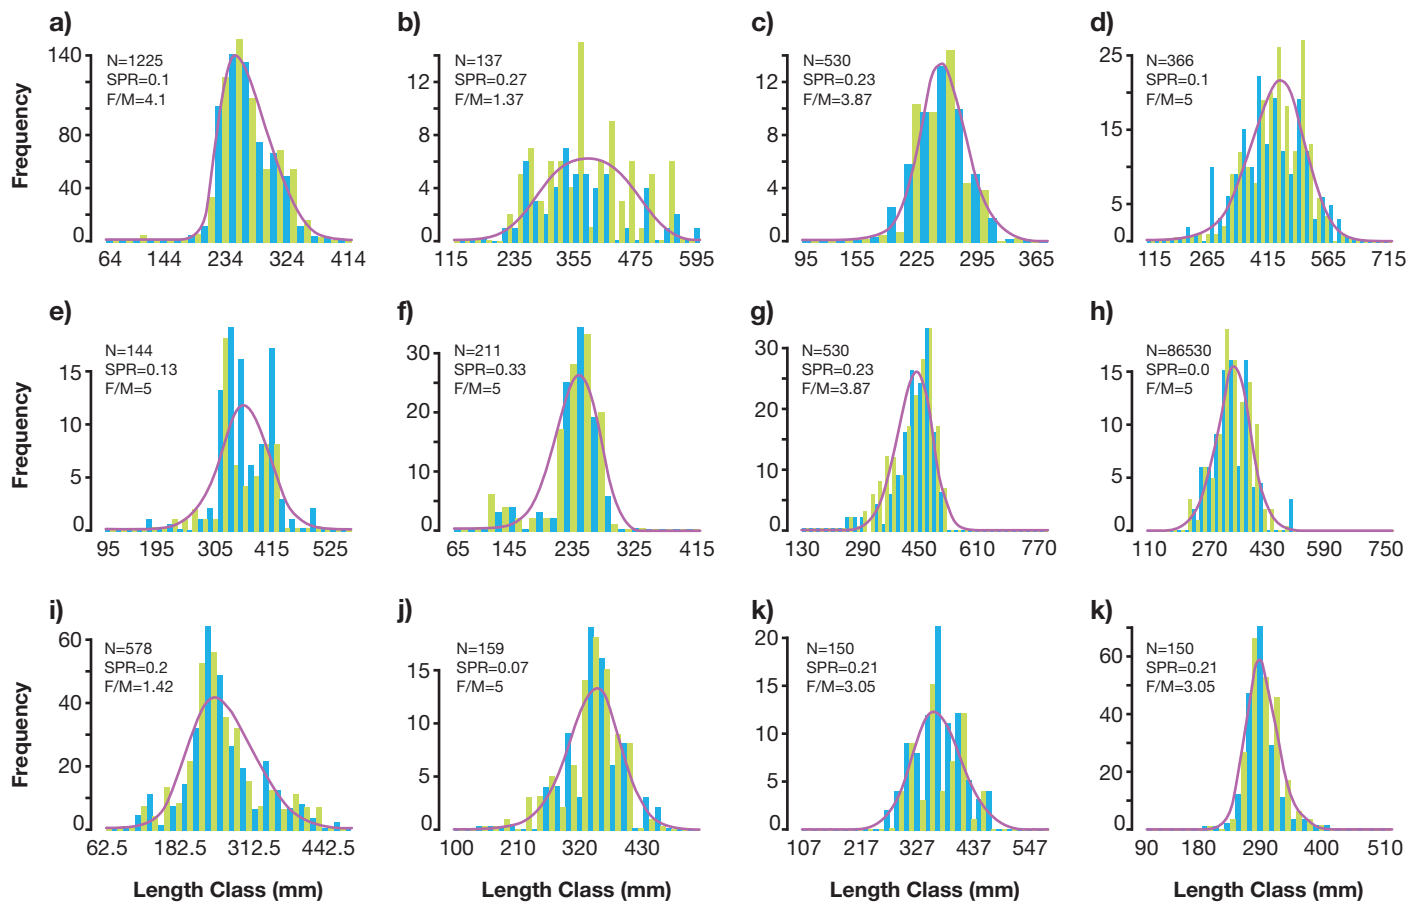 a)
b)
c)
d)
Frequency
140
80
40
0
N=1225
SPR=0.1
F/M=4.1
64 144 234 324 414
12
8
4
0
N=137
SPR=0.27
F/M=1.37
115 235 355 475 595
12
8
4
0
N=530
SPR=0.23
F/M=3.87
95 155 225 295 365
25
15
5
0
N=366
SPR=0.1
F/M=5
115 265 415 565 715
e)
f)
g)
h)
Frequency
15
10
5
0
N=144
SPR=0.13
F/M=5
95 195 305 415 525
30
20
10
0
N=211
SPR=0.33
F/M=5
65 145 235 325 415
30
20
10
0
N=530
SPR=0.23
F/M=3.87
130 290 450 610 770
15
10
5
0
N=86530
SPR=0.0
F/M=5
110 270 430 590 750
i)
j)
k)
k)
Frequency
60
40
20
0
N=578
SPR=0.2
F/M=1.42
62.5 182.5 312.5 442.5
Length Class (mm)
15
10
5
0
N=159
SPR=0.07
F/M=5
100 210 320 430
Length Class (mm)
20
15
10
5
0
N=150
SPR=0.21
F/M=3.05
107 217 327 437 547
Length Class (mm)
60
40
20
0
N=150
SPR=0.21
F/M=3.05
90 180 290 400 510
Length Class (mm)